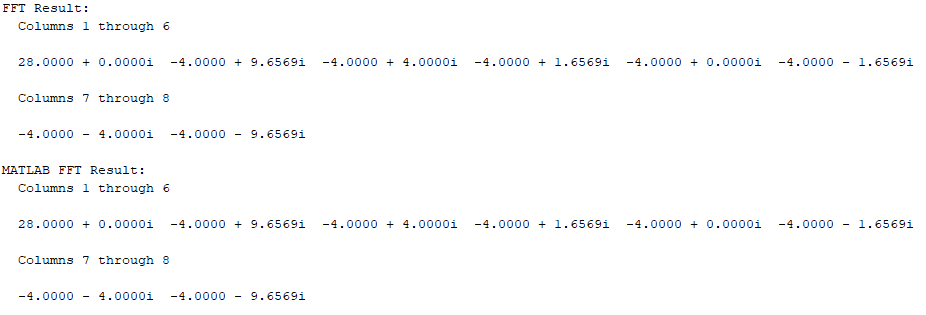 FFT Result:
  Columns 1 through 6

  28.0000 + 0.0000i  -4.0000 + 9.6569i  -4.0000 + 4.0000i  -4.0000 + 1.6569i  -4.0000 + 0.0000i  -4.0000 - 1.6569i

  Columns 7 through 8

  -4.0000 - 4.0000i  -4.0000 - 9.6569i

MATLAB FFT Result:
  Columns 1 through 6

  28.0000 + 0.0000i  -4.0000 + 9.6569i  -4.0000 + 4.0000i  -4.0000 + 1.6569i  -4.0000 + 0.0000i  -4.0000 - 1.6569i

  Columns 7 through 8

  -4.0000 - 4.0000i  -4.0000 - 9.6569i